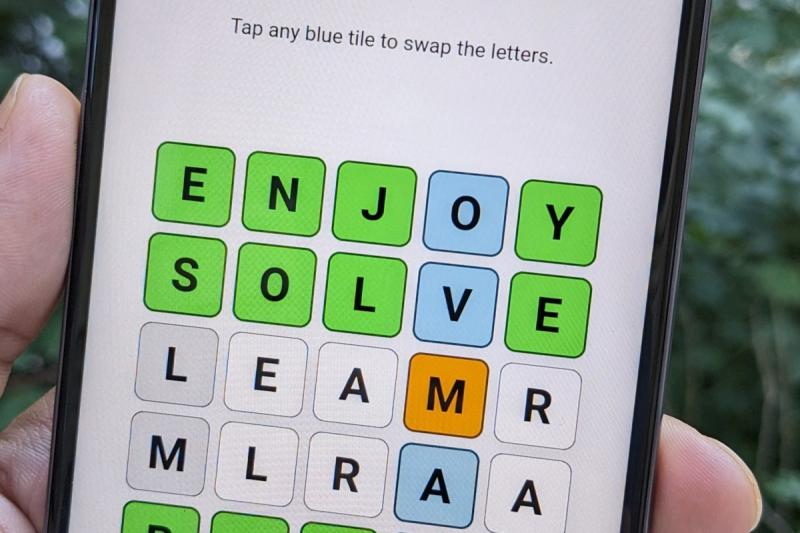 Tap any blue tile to swap the letters.
E N J O Y
S O L V E
L E A M R
M L R A A